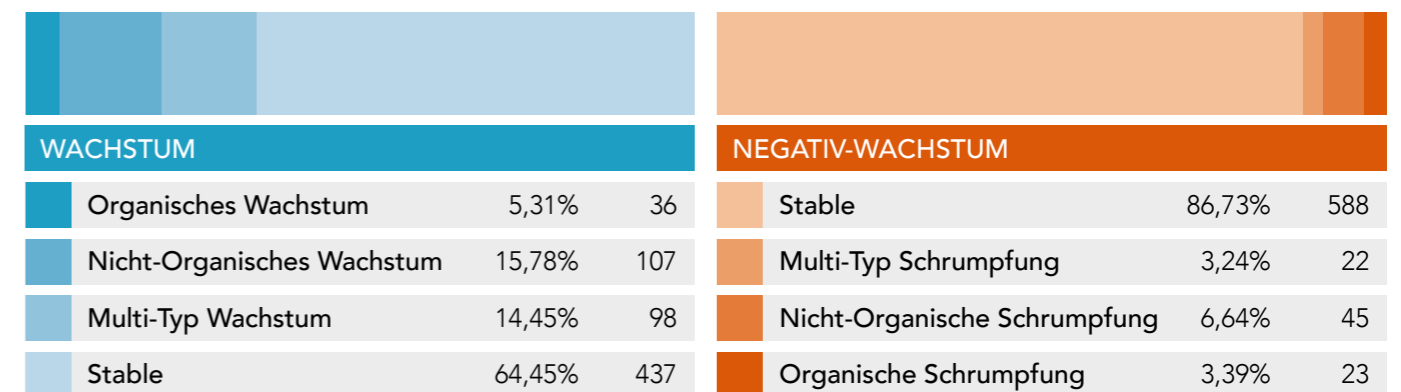 WACHSTUM
Organisches Wachstum 5,31% 36
Nicht-Organisches Wachstum 15,78% 107
Multi-Typ Wachstum 14,45% 98
Stable 64,45% 437
NEGATIV-WACHSTUM
Stable 86,73% 588
Multi-Typ Schrumpfung 3,24% 22
Nicht-Organische Schrumpfung 6,64% 45
Organische Schrumpfung 3,39% 23